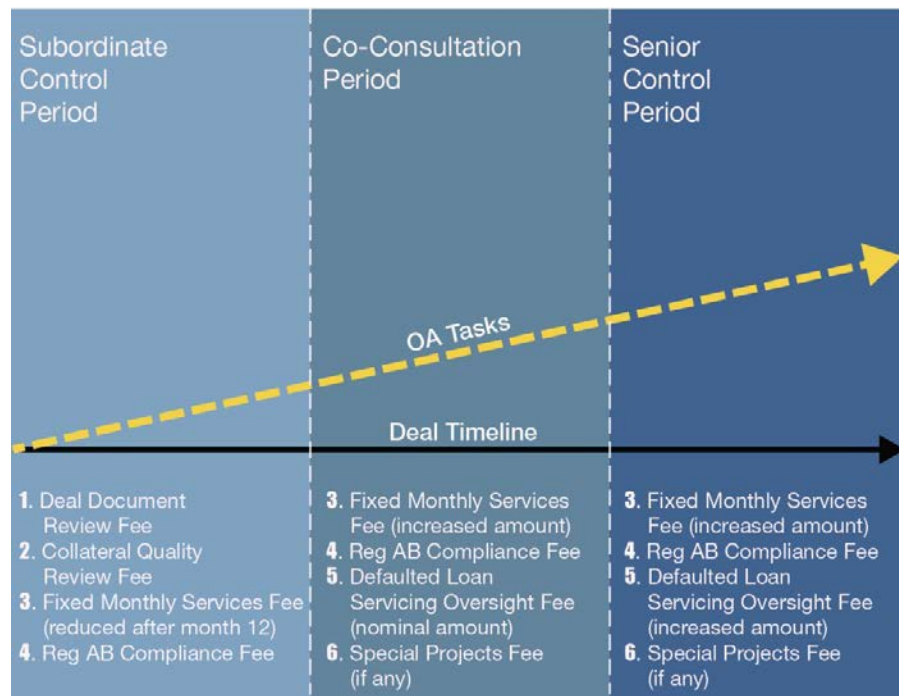 Subordinate
Control
Period
Co-Consultation
Period
Senior
Control
Period
OA Tasks
Deal Timeline
1. Deal Document
Review Fee
2. Collateral Quality
Review Fee
3. Fixed Monthly Services Fee
(reduced after month 12)
4. Reg AB Compliance Fee
3. Fixed Monthly Services
Fee (increased amount)
4. Reg AB Compliance Fee
5. Defaulted Loan
Servicing Oversight Fee
(nominal amount)
6. Special Projects Fee
(if any)
3. Fixed Monthly Services
Fee (increased amount)
4. Reg AB Compliance Fee
5. Defaulted Loan
Servicing Oversight Fee
(increased amount)
6. Special Projects Fee
(if any)